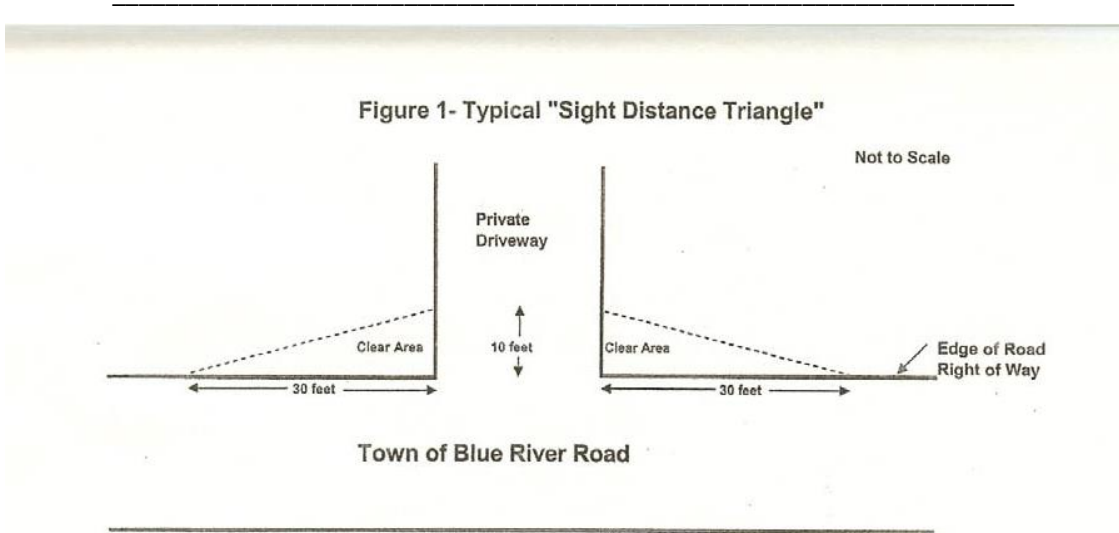 Figure 1- Typical "Sight Distance Triangle"
Not to Scale
Private
Driveway
Clear Area
10 feet
Clear Area
Edge of Road
Right of Way
30 feet
30 feet
Town of Blue River Road